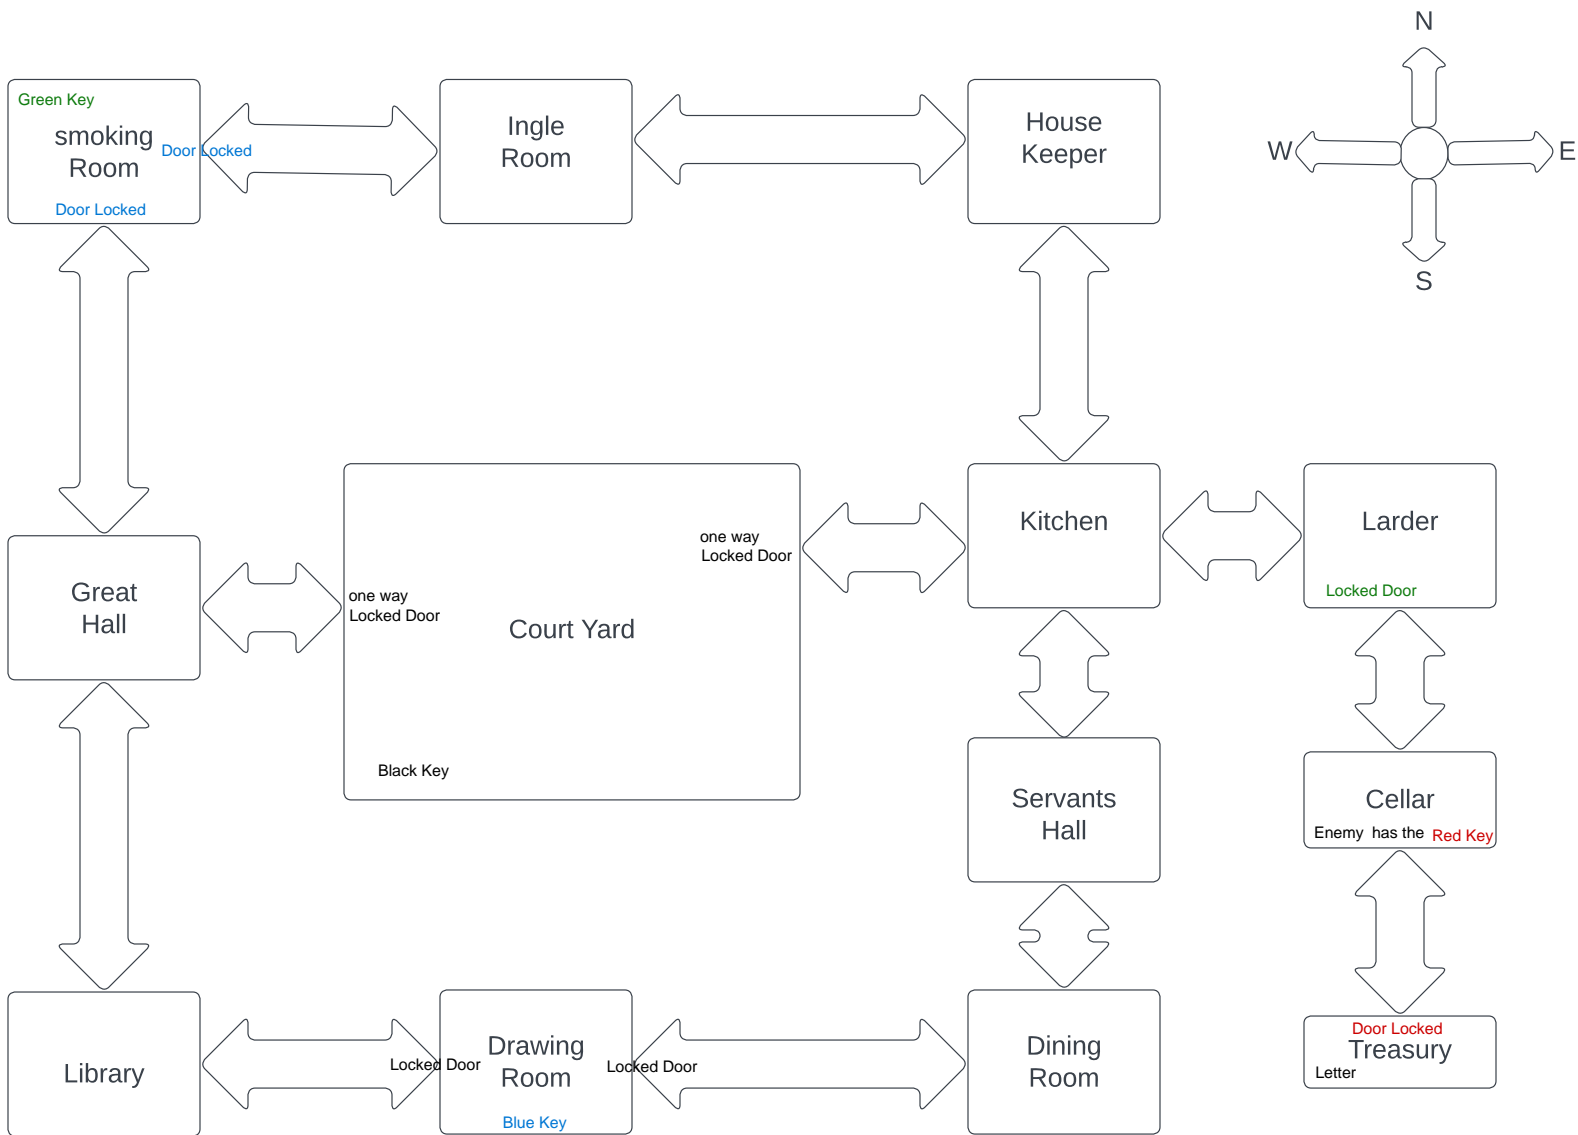 N
W
E
S
Green Key
smoking
Room
Door Locked
Door Locked
Ingle
Room
House
Keeper
Great
Hall
one way
Locked Door
Court Yard
one way
Locked Door
Black Key
Kitchen
Larder
Locked Door
Servants
Hall
Cellar
Enemy has the Red Key
Library
Locked Door
Drawing
Room
Locked Door
Blue Key
Dining
Room
Door Locked
Treasury
Letter